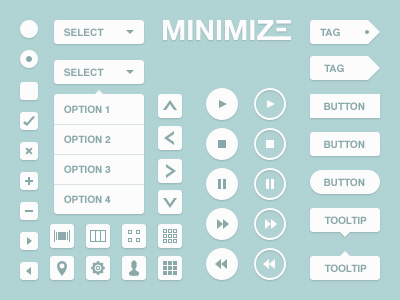 MINIMIZE
SELECT
TAG
SELECT
TAG
OPTION 1
BUTTON
OPTION 2
BUTTON
OPTION 3
BUTTON
OPTION 4
TOOLTIP
TOOLTIP